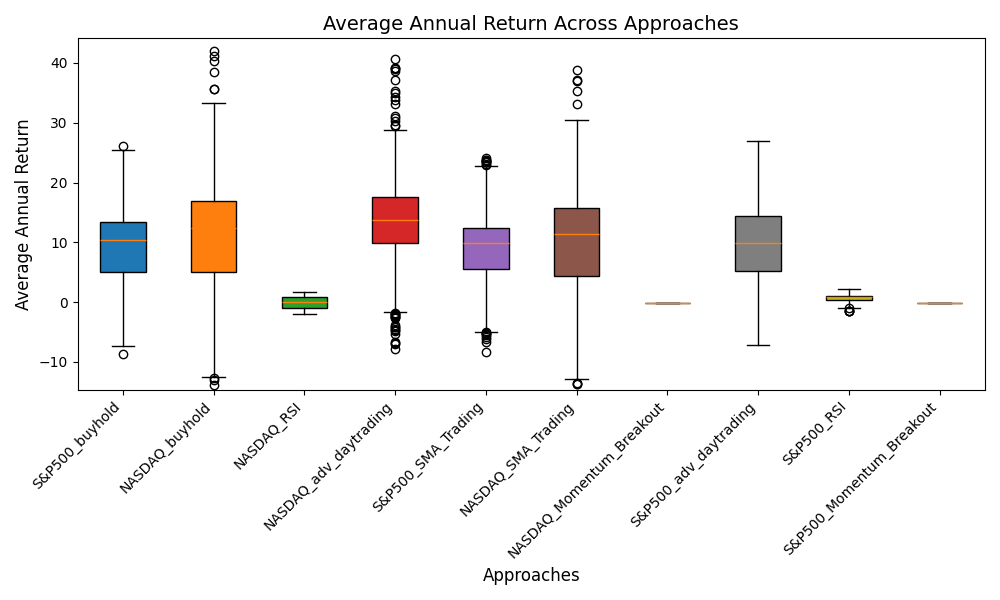 Average Annual Return Across Approaches
Average Annual Return
40
30
20
10
0
−10
S&P500_buyhold
NASDAQ_buyhold
NASDAQ_RSI
NASDAQ_adv_daytrading
S&P500_SMA_Trading
NASDAQ_SMA_Trading
NASDAQ_Momentum_Breakout
S&P500_adv_daytrading
S&P500_RSI
S&P500_Momentum_Breakout
Approaches